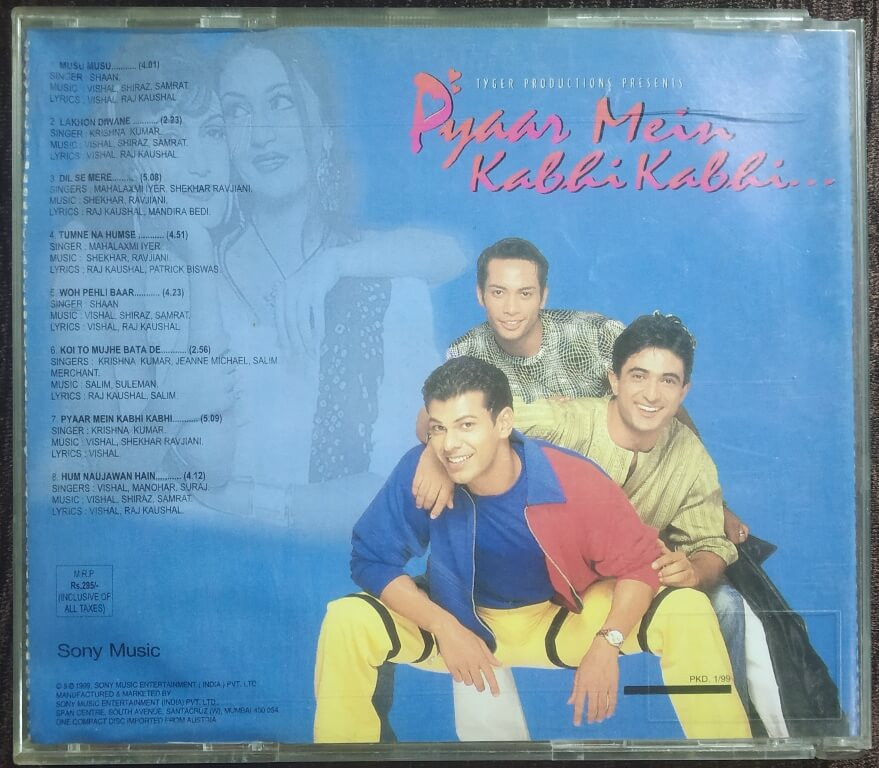 1. MUSU MUSU........... (4.01)
SINGER : SHAAN.
MUSIC : VISHAL, SHIRAZ, SAMRAT.
LYRICS : VISHAL, RAJ KAUSHAL
2. LAKHON DIWANE ........... (2.23)
SINGER : KRISHNA KUMAR.
MUSIC : VISHAL, SHIRAZ, SAMRAT.
LYRICS : VISHAL, RAJ KAUSHAL.
3. DIL SE MERE.......... (5.08)
SINGERS : MAHALAXMI IYER, SHEKHAR RAVJIANI.
MUSIC : SHEKHAR, RAVJIANI.
LYRICS : RAJ KAUSHAL, MANDIRA BEDI.
4. TUMNE NA HUMSE ........... (4.51)
SINGER : MAHALAXMI IYER.
MUSIC : SHEKHAR, RAVJIANI.
LYRICS : RAJ KAUSHAL, PATRICK BISWAS.
5. WOH PEHLI BAAR........... (4.23)
SINGER : SHAAN
MUSIC : VISHAL, SHIRAZ, SAMRAT.
LYRICS : VISHAL, RAJ KAUSHAL
6. KOI TO MUJHE BATA DE........... (2.56)
SINGERS : KRISHNA KUMAR, JEANNE MICHAEL, SALIM
MERCHANT.
MUSIC : SALIM, SULEMAN.
LYRICS : RAJ KAUSHAL, SALIM.
7. PYAAR MEIN KABHI KABHI........... (5.09)
SINGER : KRISHNA KUMAR.
MUSIC : VISHAL, SHEKHAR RAVJIANI.
LYRICS : VISHAL
8. HUM NAUJAWAN HAIN........... (4.12)
SINGERS : VISHAL, MANOHAR, SURAJ.
MUSIC : VISHAL, SHIRAZ, SAMRAT.
LYRICS : VISHAL, RAJ KAUSHAL.
M.R.P
Rs.295/-
(INCLUSIVE OF
ALL TAXES)
Sony Music
© & ℗ 1999, SONY MUSIC ENTERTAINMENT ( INDIA ) PVT. LTD
MANUFACTURED & MARKETED BY
SONY MUSIC ENTERTAINMENT (INDIA) PVT. LTD.,
SPAN CENTRE, SOUTH AVENUE, SANTACRUZ (W), MUMBAI 400 054.
ONE COMPACT DISC IMPORTED FROM AUSTRIA
TYGER PRODUCTIONS PRESENTS
Pyaar Mein
Kabhi Kabhi...
PKD. 1/99